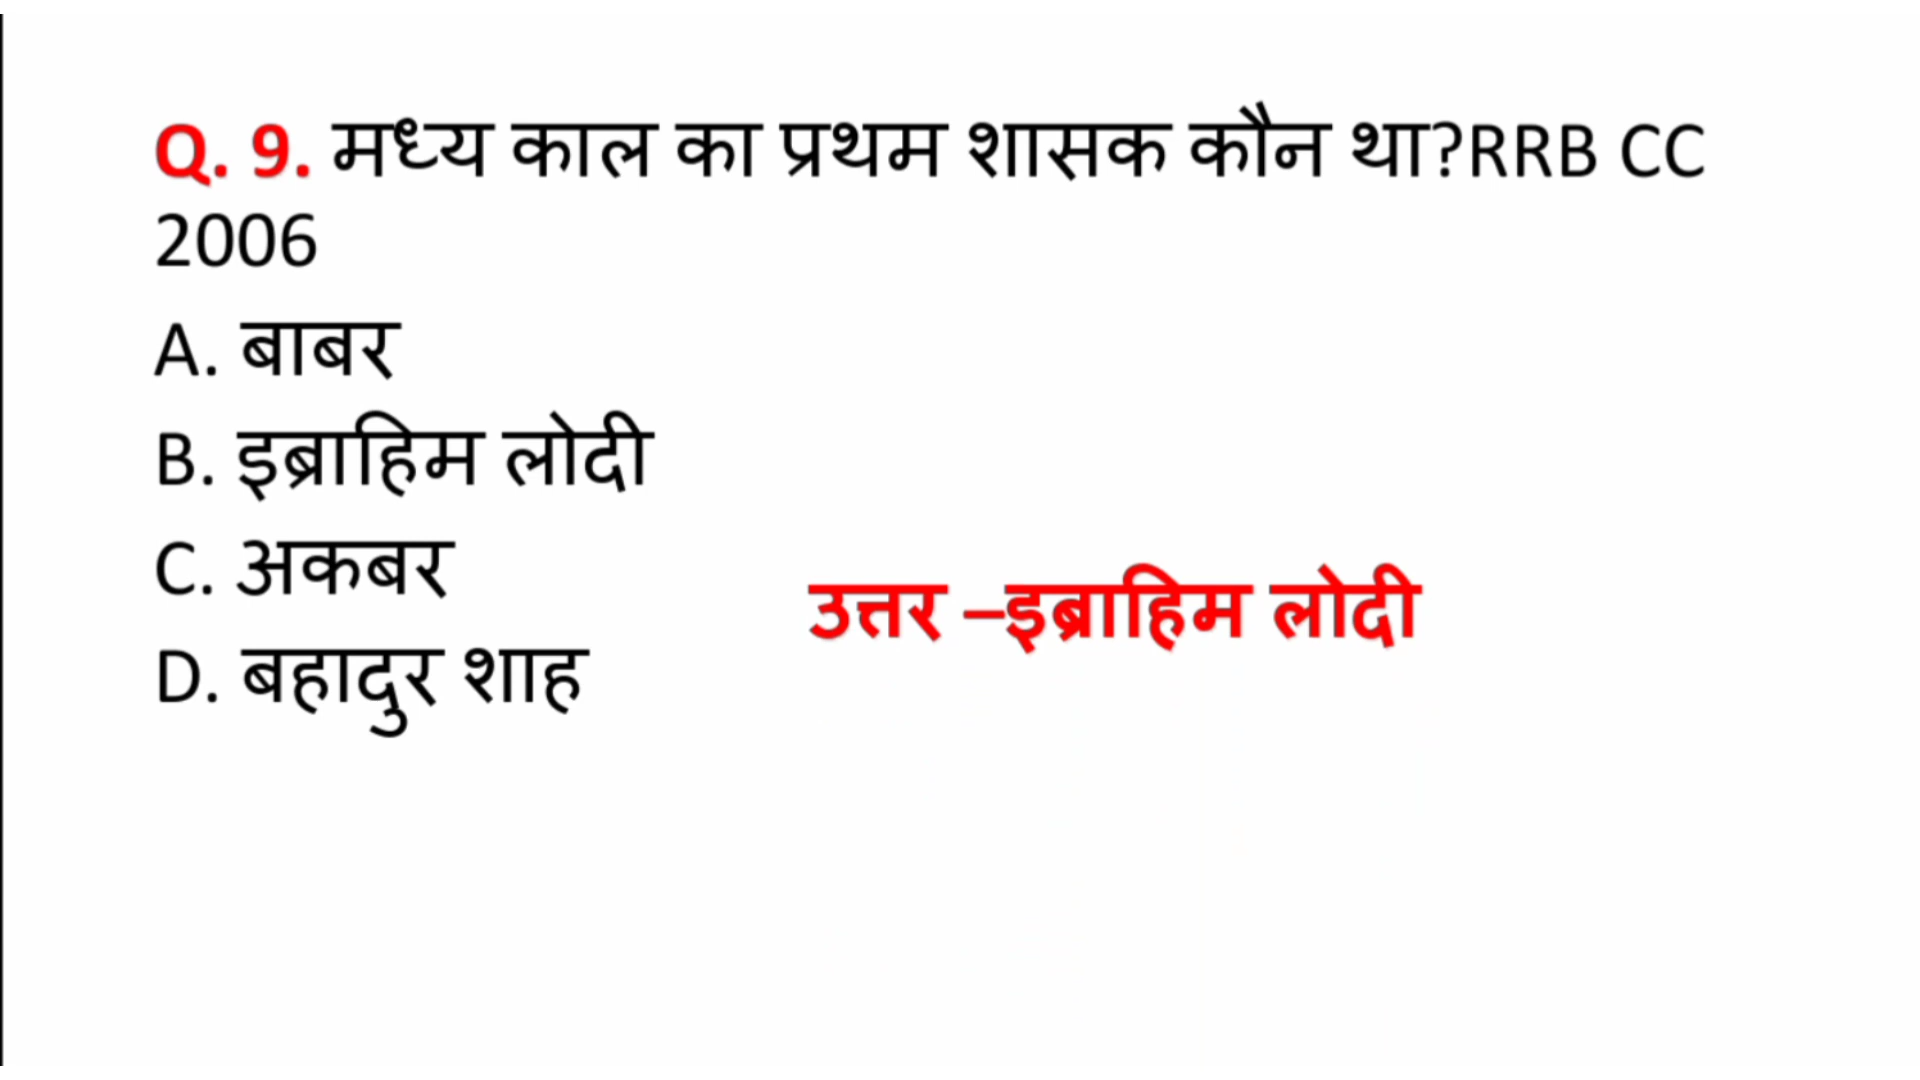 Q. 9. मध्य काल का प्रथम शासक कौन था?RRB CC
2006
A. बाबर
B. इब्राहिम लोदी
C. अकबर
उत्तर –इब्राहिम लोदी
D. बहादुर शाह